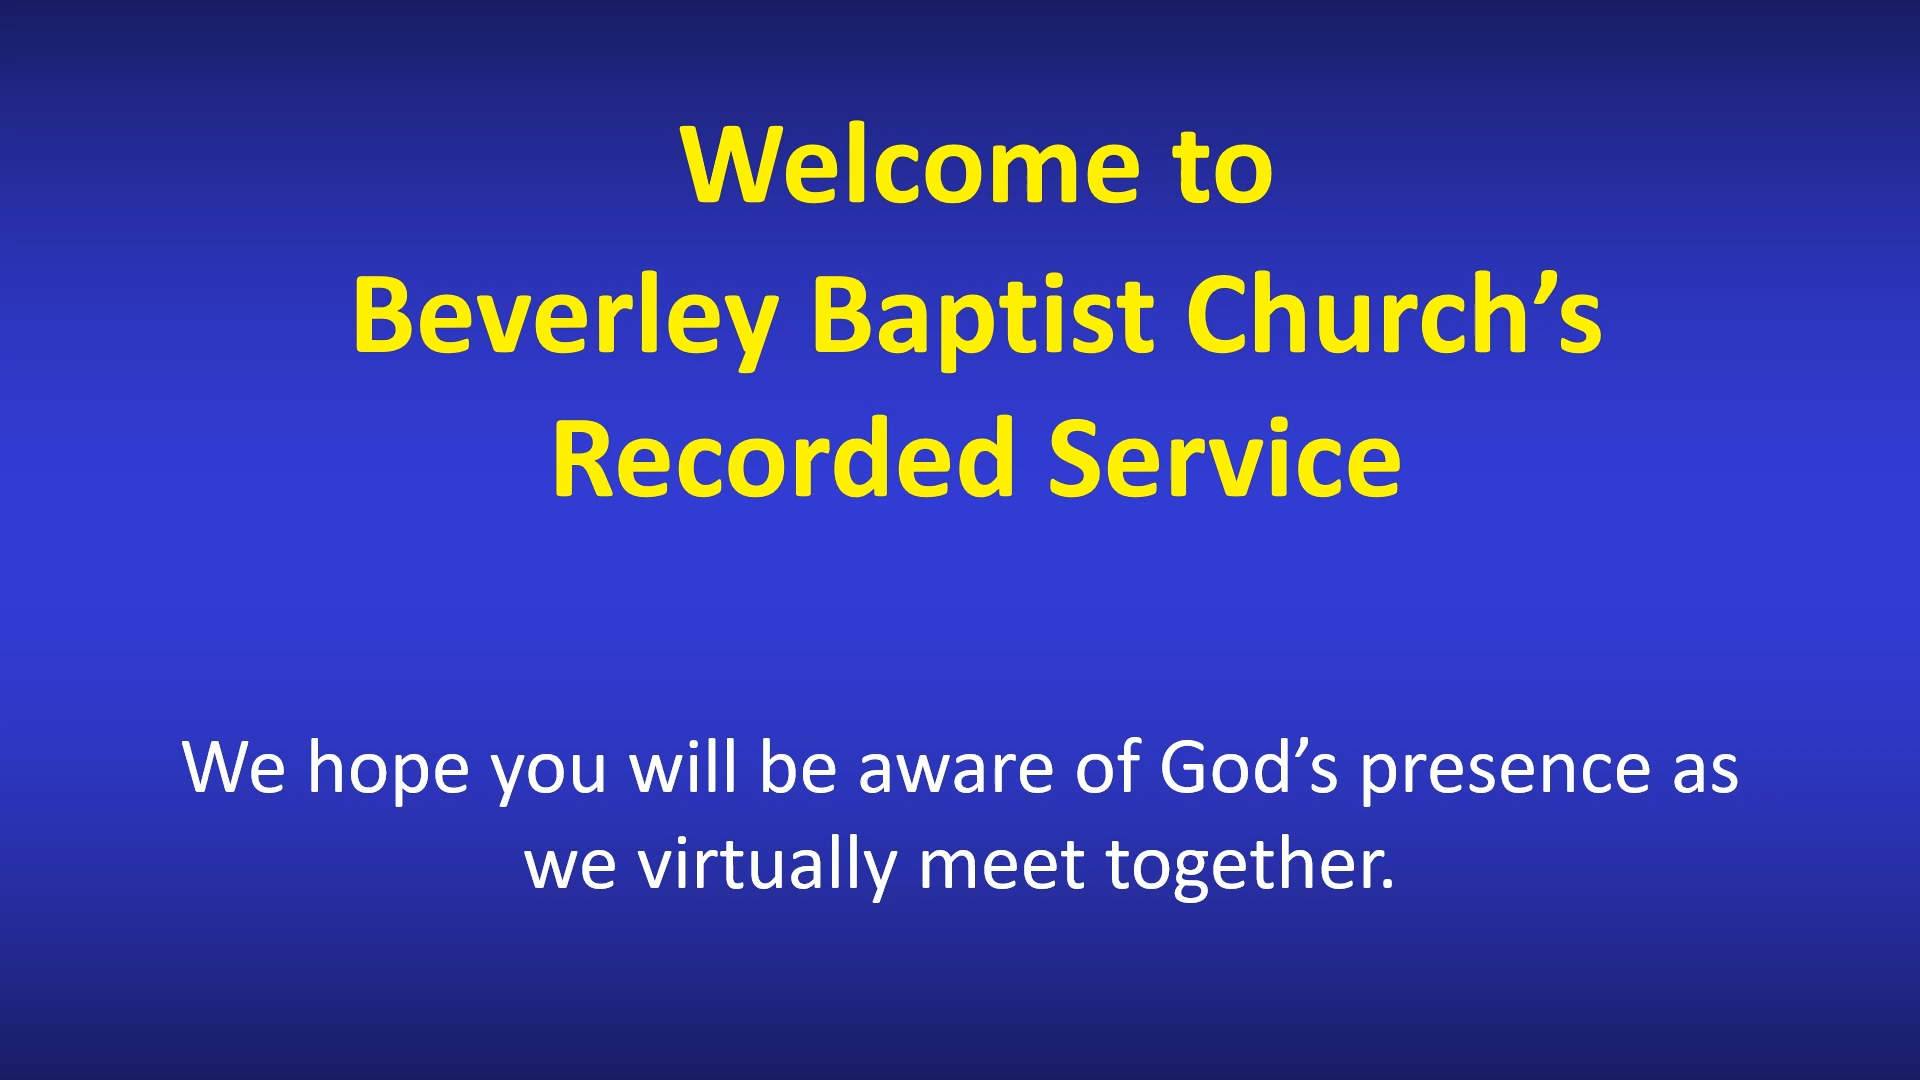 Welcome to
Beverley Baptist Church’s
Recorded Service
We hope you will be aware of God’s presence as
we virtually meet together.